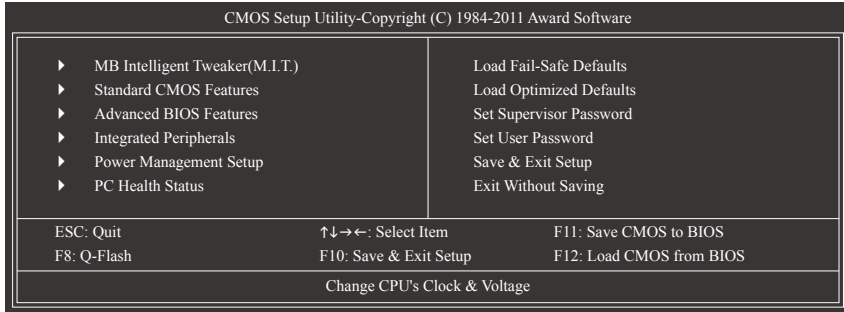 CMOS Setup Utility-Copyright (C) 1984-2011 Award Software
MB Intelligent Tweaker(M.I.T.)
Standard CMOS Features
Advanced BIOS Features
Integrated Peripherals
Power Management Setup
PC Health Status
Load Fail-Safe Defaults
Load Optimized Defaults
Set Supervisor Password
Set User Password
Save & Exit Setup
Exit Without Saving
ESC: Quit ↑↓→←: Select Item F11: Save CMOS to BIOS
F8: Q-Flash F10: Save & Exit Setup F12: Load CMOS from BIOS
Change CPU's Clock & Voltage